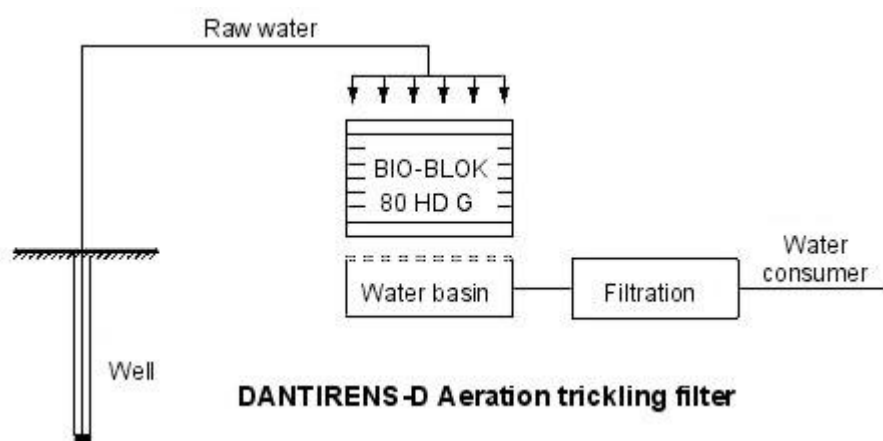 Raw water
BIO-BLOK
80 HD G
Water
consumer
Water basin
Filtration
Well
DANTIRENS-D Aeration trickling filter